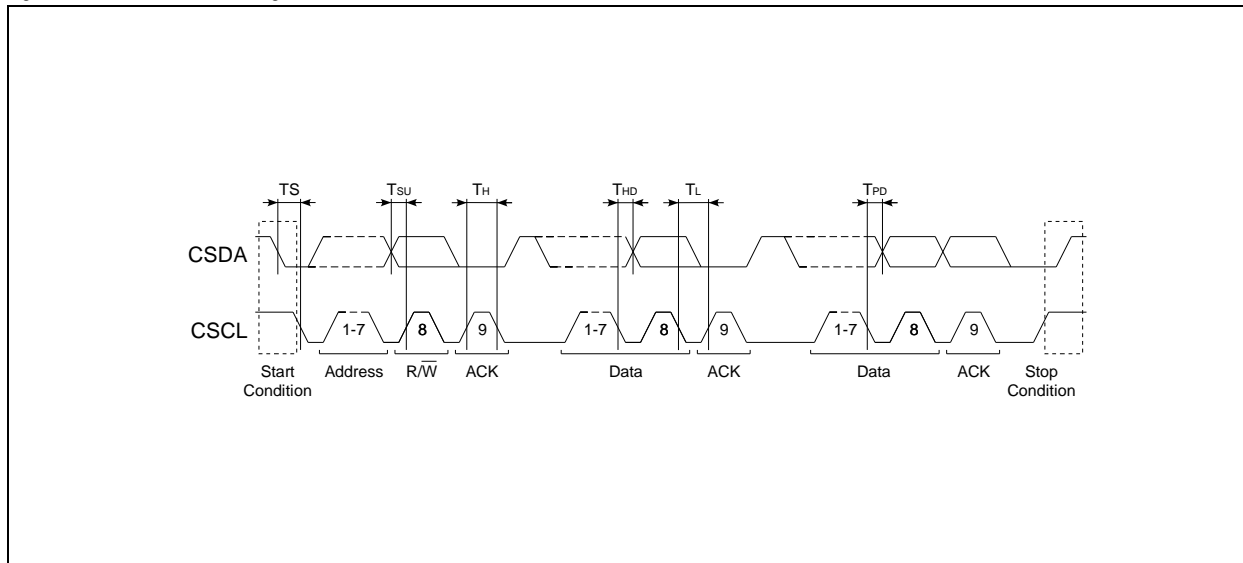 TS TSU TH THD TL TPD
CSDA
CSCL 1-7 8 9 1-7 8 9 1-7 8 9
Start Condition Address R/W̅ ACK Data ACK Data ACK Stop Condition